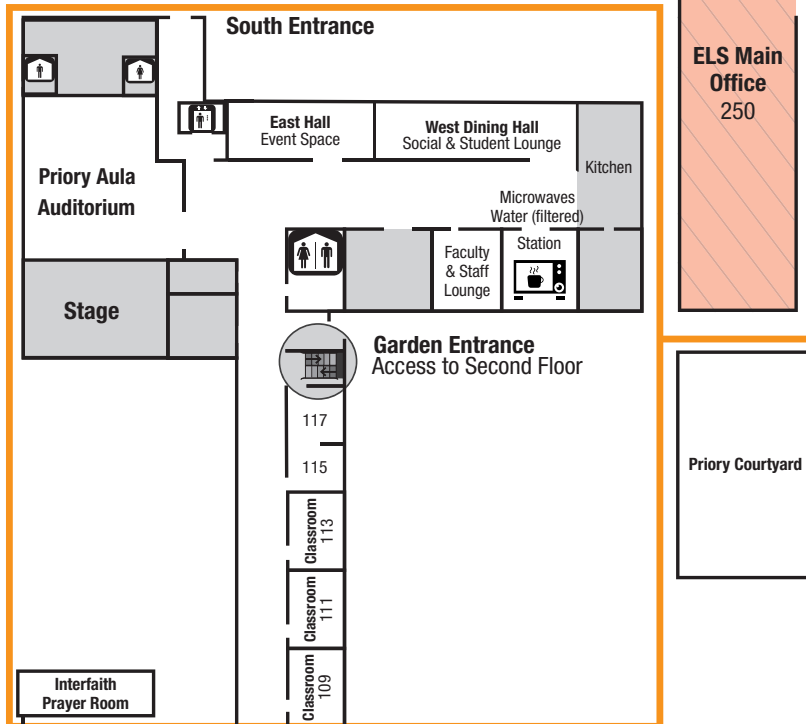 South Entrance
ELS Main
Office
250
East Hall
Event Space
West Dining Hall
Social & Student Lounge
Kitchen
Priory Aula
Auditorium
Microwaves
Water (filtered)
Station
Faculty
& Staff
Lounge
Stage
Garden Entrance
Access to Second Floor
117
115
Priory Courtyard
Classroom
113
Classroom
111
Classroom
109
Interfaith
Prayer Room